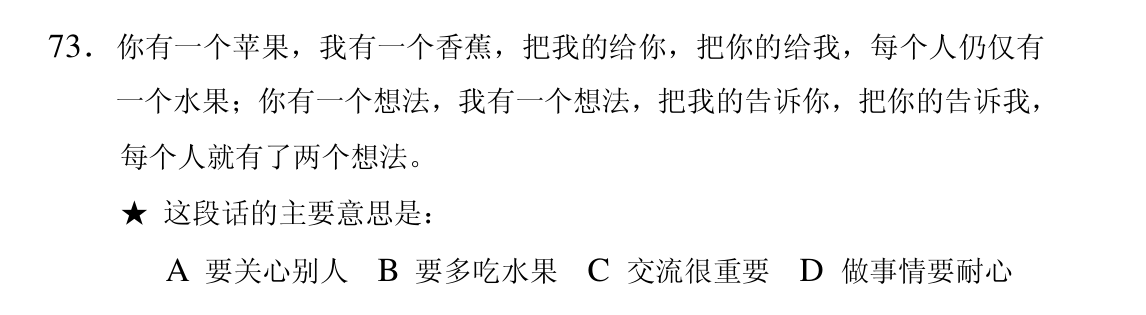 73. 你有一个苹果，我有一个香蕉，把我的给你，把你的给我，每个人仍仅有
一个水果；你有一个想法，我有一个想法，把我的告诉你，把你的告诉我，
每个人就有了两个想法。
★ 这段话的主要意思是：
A 要关心别人 B 要多吃水果 C 交流很重要 D 做事情要耐心